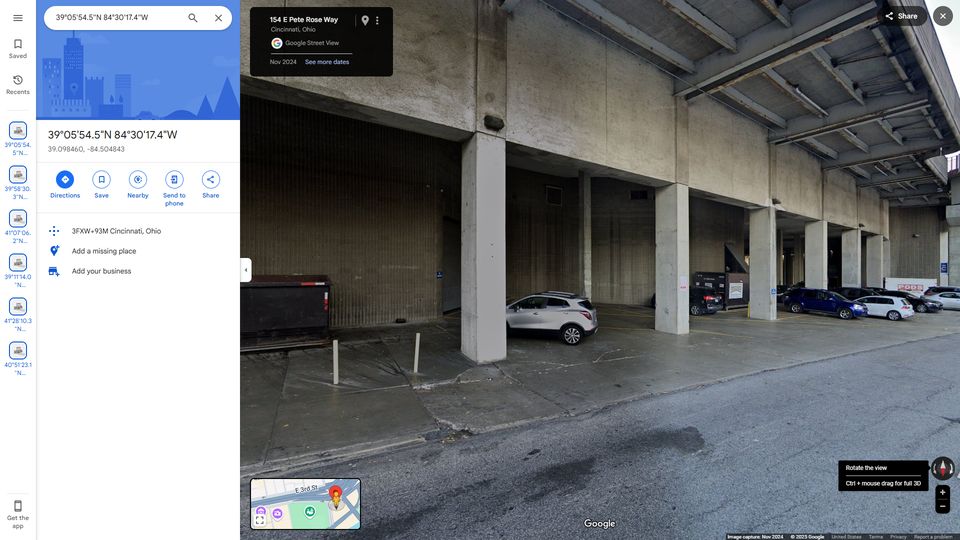 39°05'54.5"N 84°30'17.4"W
Saved
Recents
39°05'54.
5"N...
39°58'30.
3"N...
41°07'06.
2"N...
39°11'14.0
"N...
41°28'10.3
"N...
40°51'23.1
"N...
Get the
app
39°05'54.5"N 84°30'17.4"W
39.098460, -84.504843
Directions
Save
Nearby
Send to
phone
Share
3FXW+93M Cincinnati, Ohio
Add a missing place
Add your business
154 E Pete Rose Way
Cincinnati, Ohio
Google Street View
Nov 2024 See more dates
Share
PODS
E 3rd St
Rotate the view
Ctrl + mouse drag for full 3D
Google
Image capture: Nov 2024 © 2025 Google United States Terms Privacy Report a problem